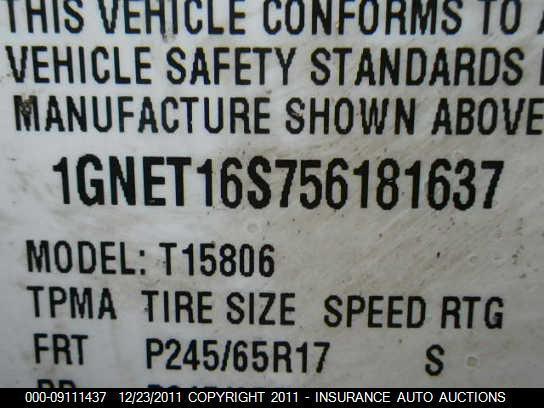 THIS VEHICLE CONFORMS TO
VEHICLE SAFETY STANDARDS
MANUFACTURE SHOWN ABOVE
1GNET16S756181637
MODEL: T15806
TPMA TIRE SIZE SPEED RTG
FRT P245/65R17 S
000-09111437 12/23/2011 COPYRIGHT 2011 - INSURANCE AUTO AUCTIONS